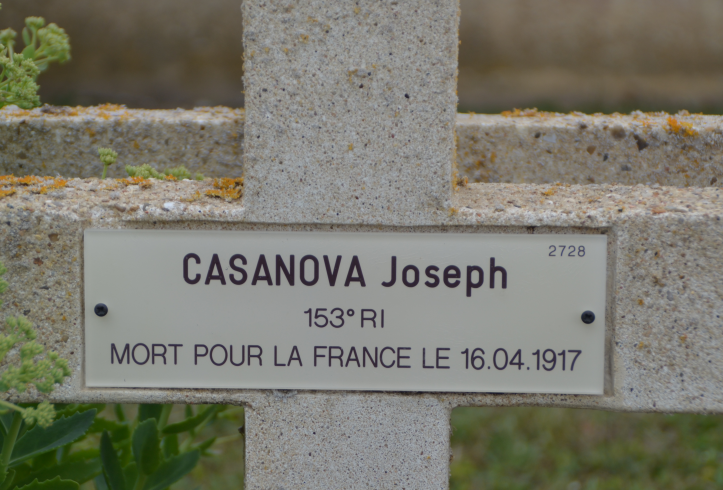 2728
CASANOVA Joseph
153° RI
MORT POUR LA FRANCE LE 16.04.1917